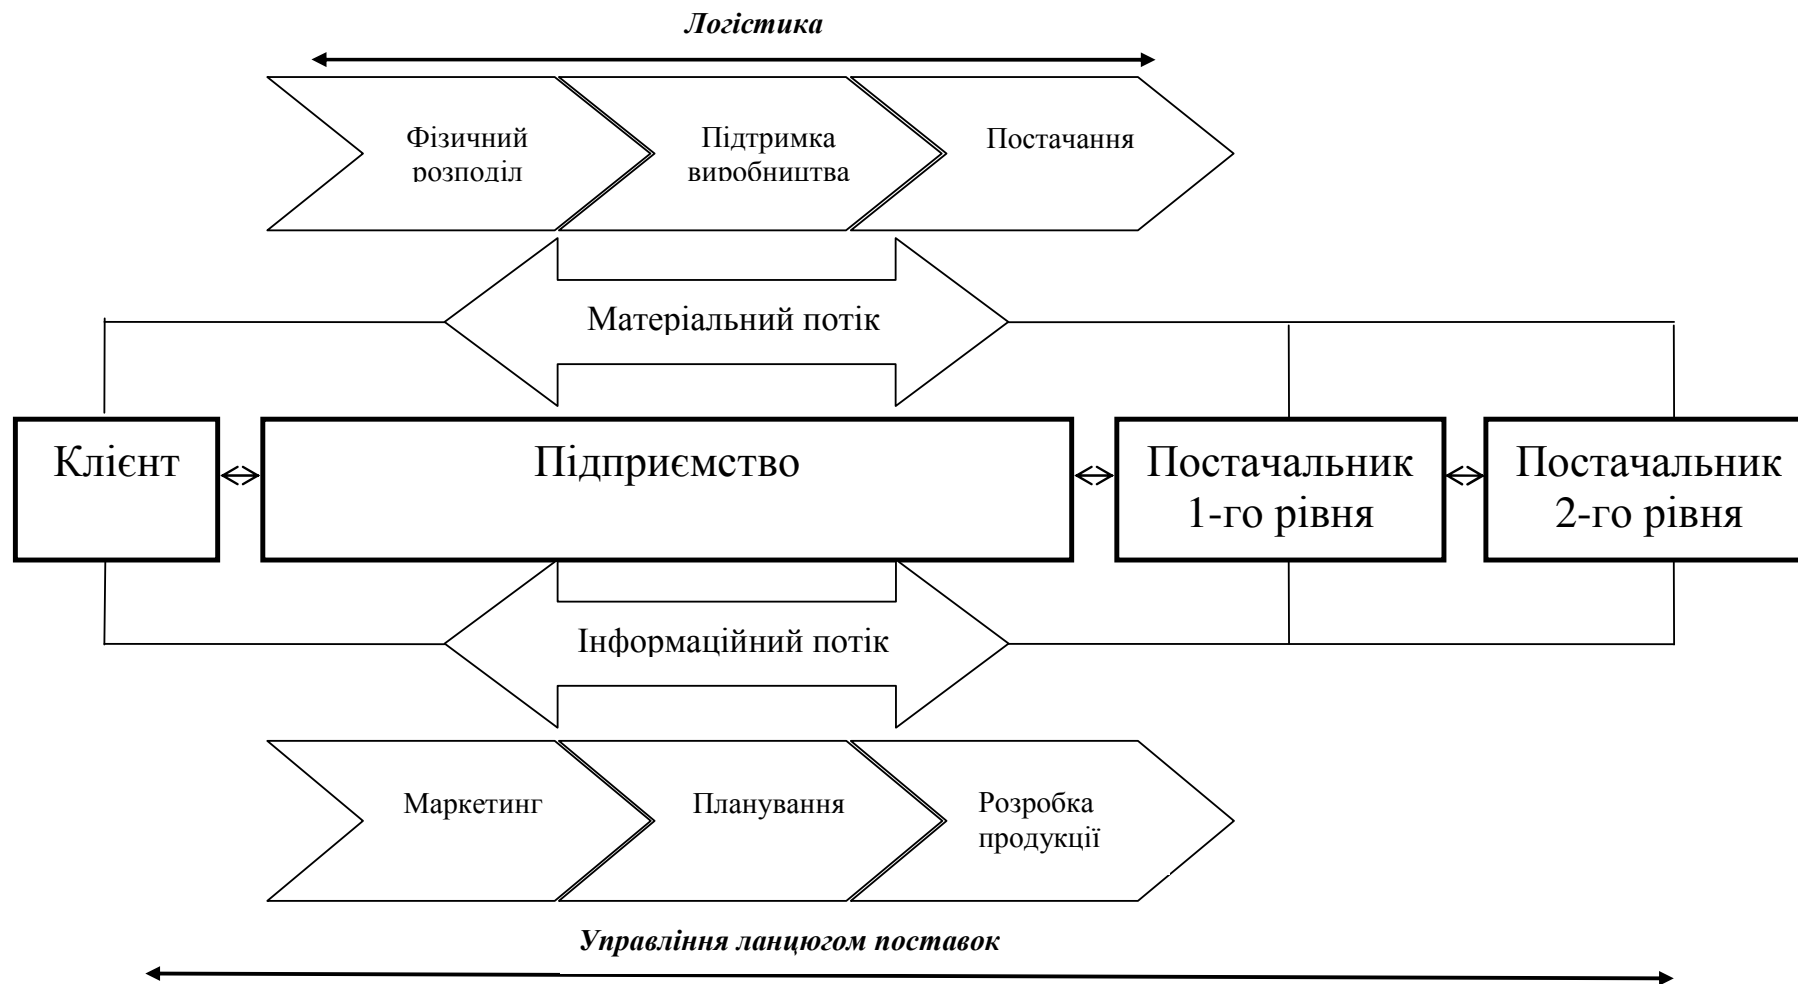 Логістика
Фізичний
розподіл
Підтримка
виробництва
Постачання
Матеріальний потік
Клієнт
Підприємство
Постачальник
1-го рівня
Постачальник
2-го рівня
Інформаційний потік
Маркетинг
Планування
Розробка
продукції
Управління ланцюгом поставок